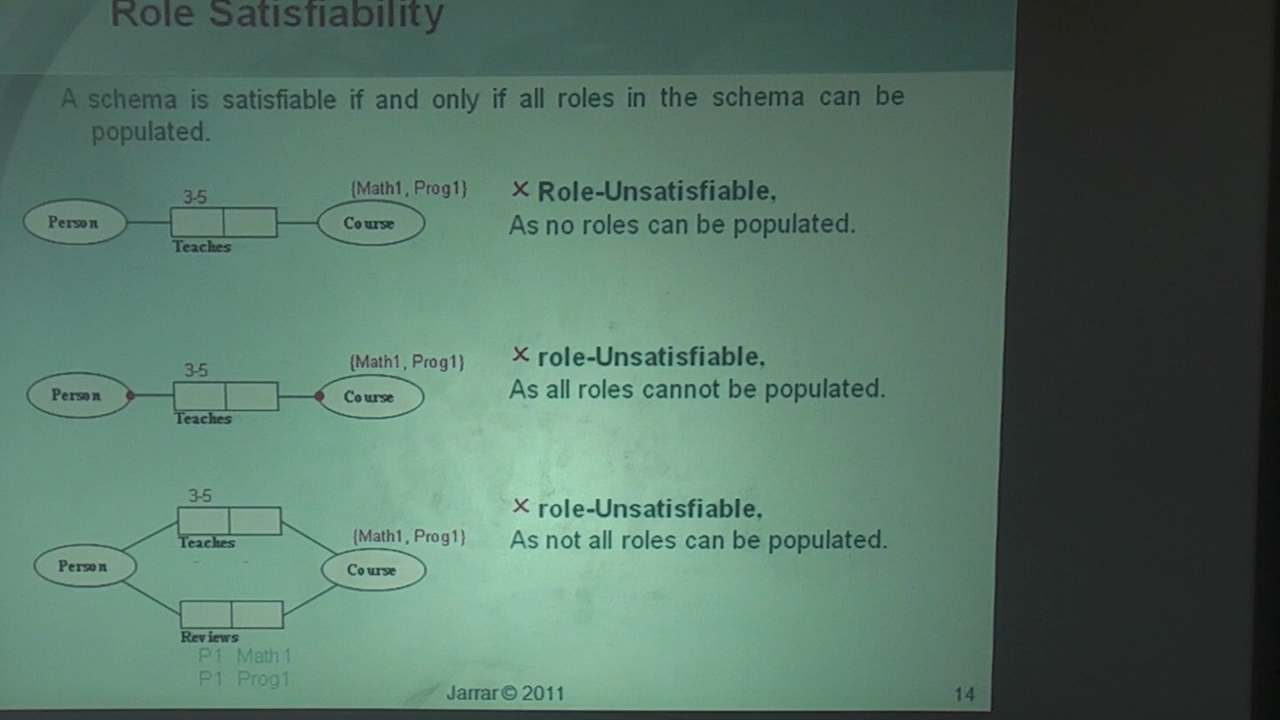 Role Satisfiability
A schema is satisfiable if and only if all roles in the schema can be
populated.
3-5
{Math1, Prog1}
Person
Course
Teaches
× Role-Unsatisfiable,
As no roles can be populated.
3-5
{Math1, Prog1}
Person
Course
Teaches
× role-Unsatisfiable,
As all roles cannot be populated.
3-5
Teaches
{Math1, Prog1}
Person
Course
Reviews
P1 Math1
P1 Prog1
× role-Unsatisfiable,
As not all roles can be populated.
Jarrar © 2011
14